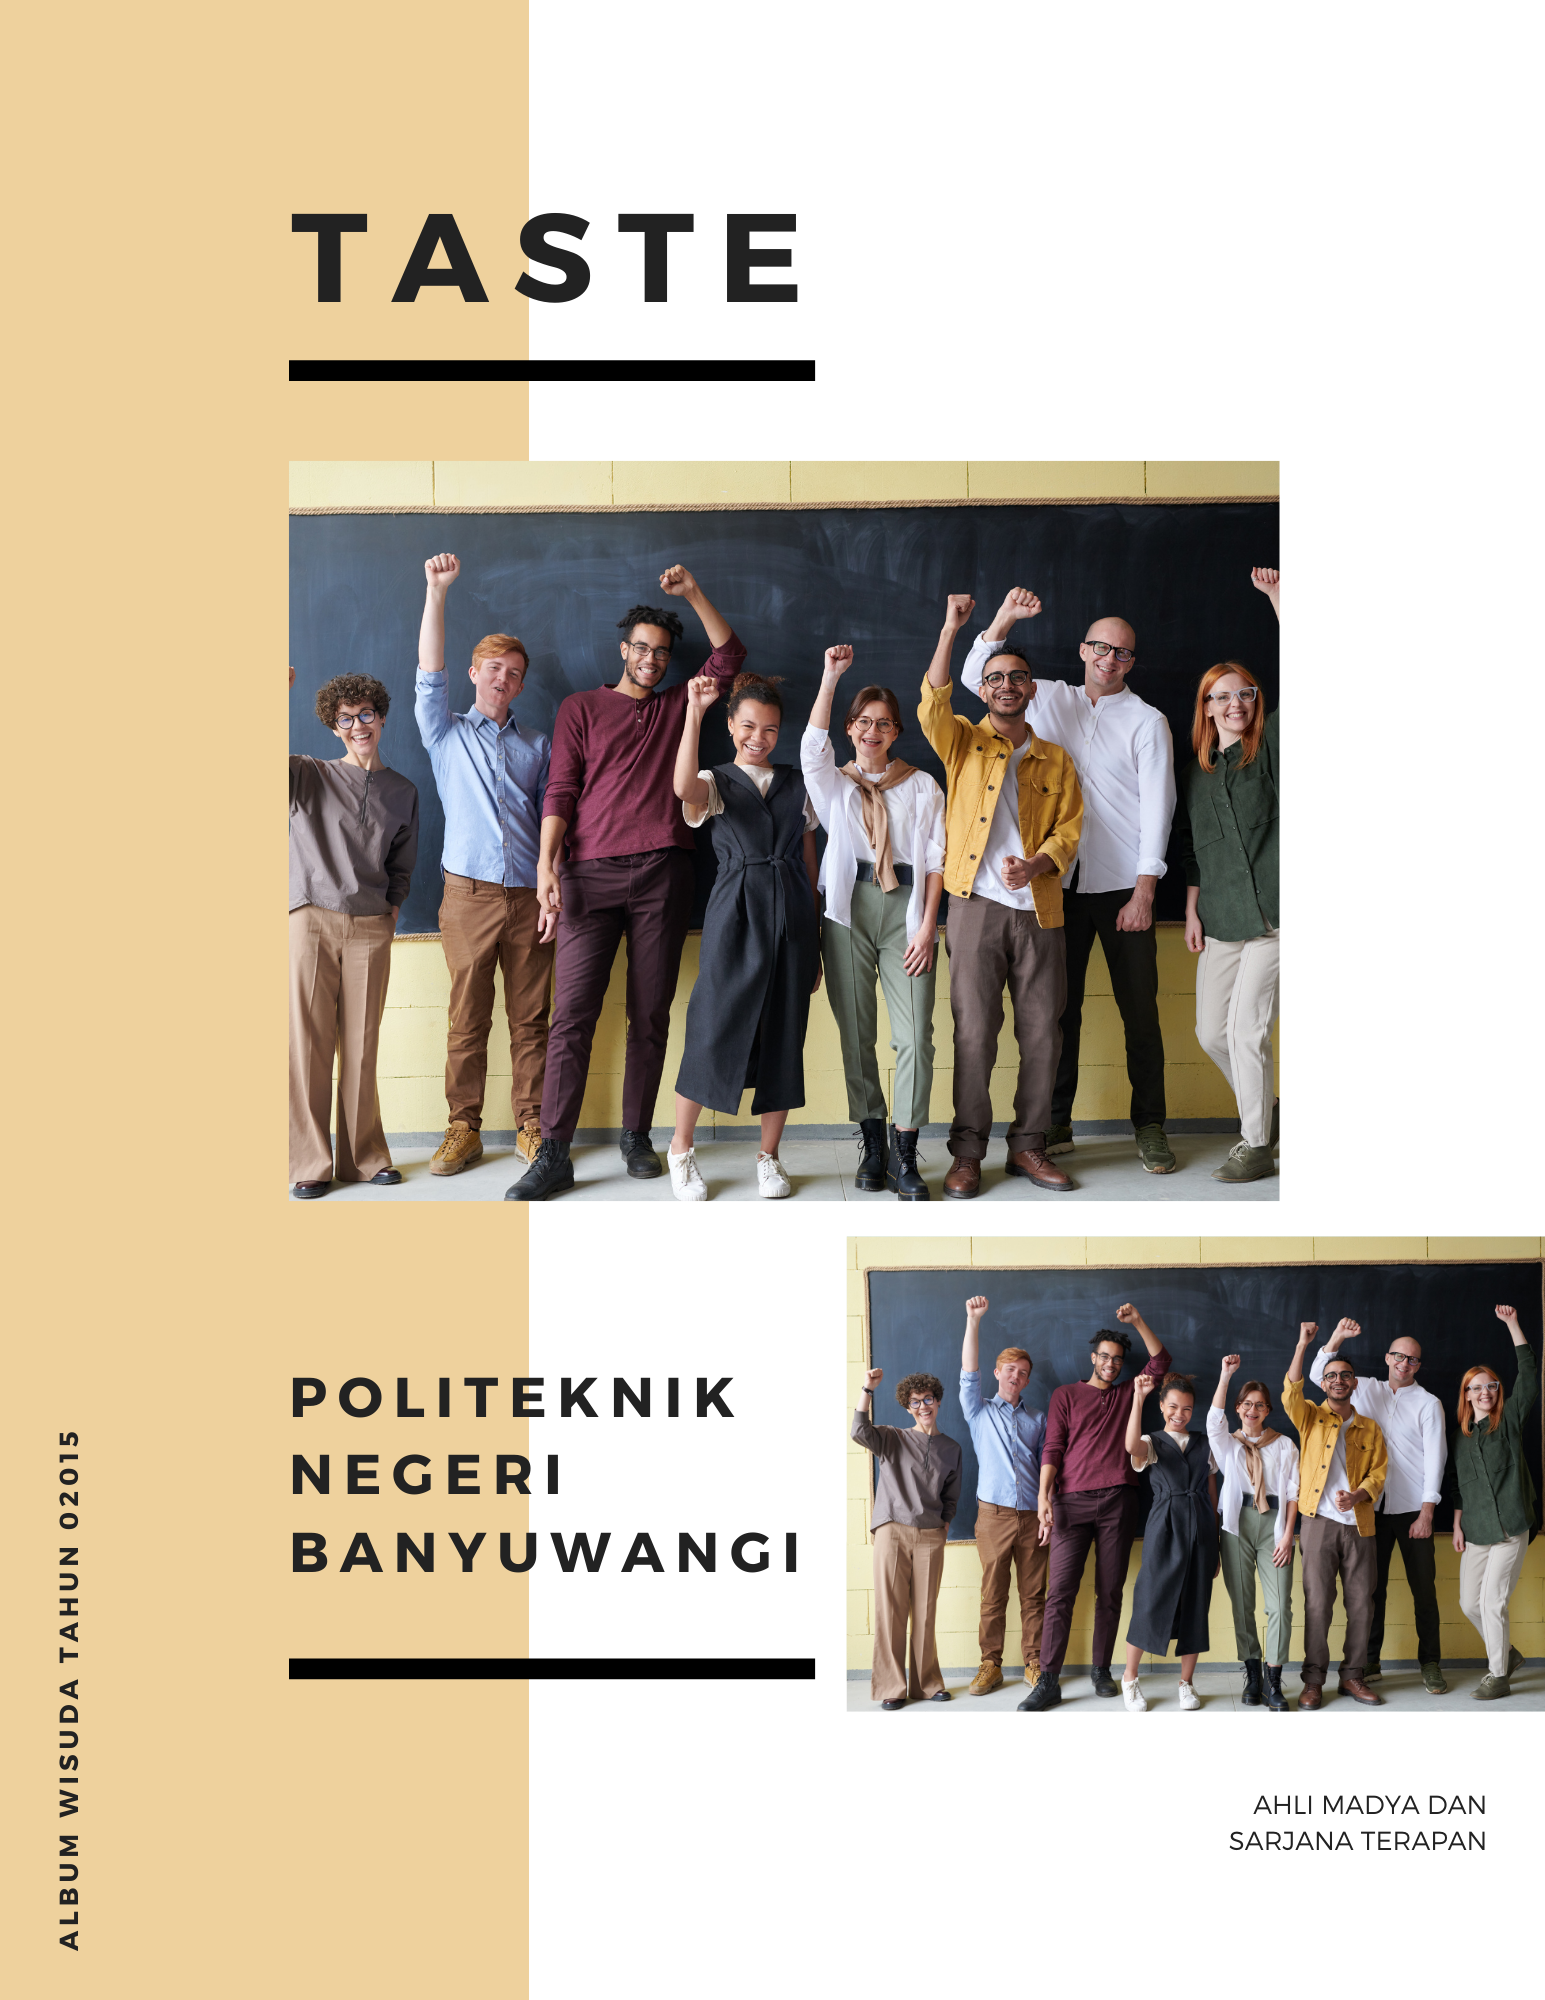 TASTE
POLITEKNIK
NEGERI
BANYUWANGI
ALBUM WISUDA TAHUN 02015
AHLI MADYA DAN
SARJANA TERAPAN